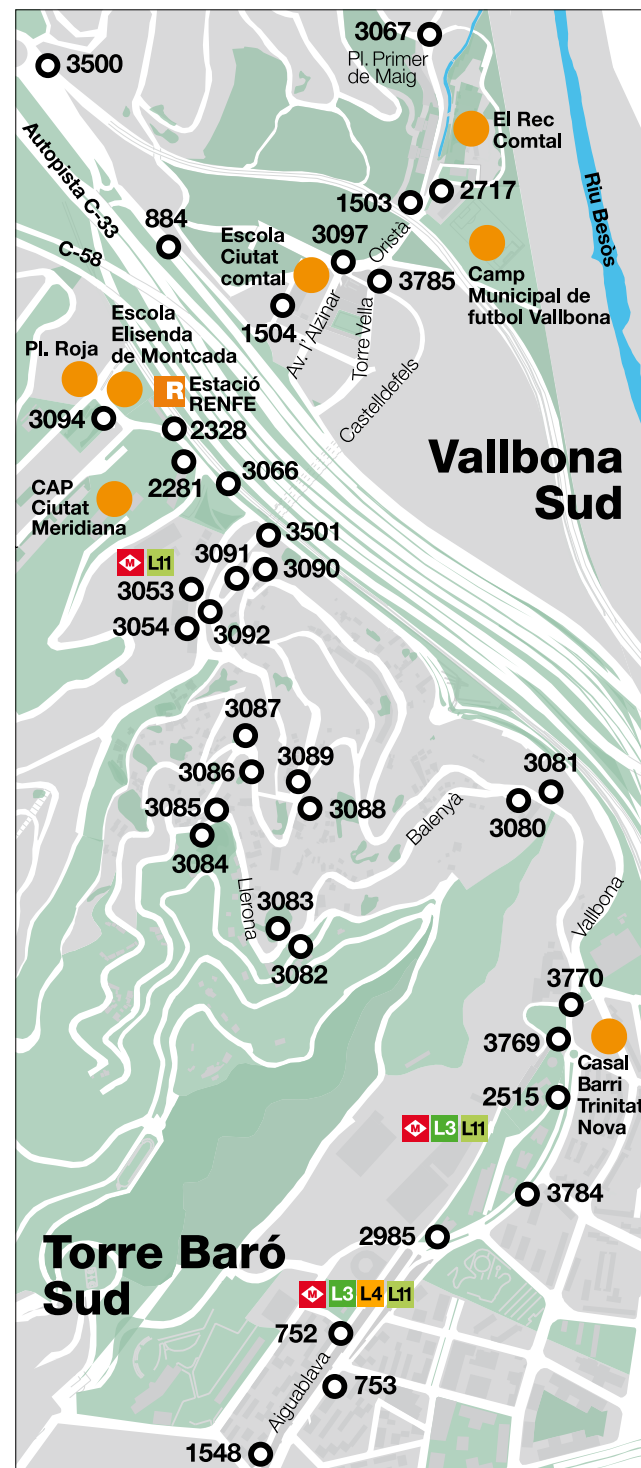 3067
Pl. Primer
de Maig
3500
El Rec
Comtal
Autopista C-33
Riu Besòs
2717
1503
884
C-58
Escola
Ciutat
comtal
3097
Oristà
3785
Camp
Municipal de
futbol Vallbona
1504
Av. l'Alzinar
Torre Vella
Castelldefels
Escola
Elisenda
de Montcada
Pl. Roja
R
Estació
RENFE
3094
2328
2281
3066
Vallbona
Sud
CAP
Ciutat
Meridiana
3501
M L11
3091
3090
3053
3054
3092
3087
3086
3089
3088
3085
3084
Balenyà
3081
3080
Llerona
3083
3082
Vallbona
3770
3769
Casal
Barri
Trinitat
Nova
2515
M L3 L11
3784
2985
Torre Baró
Sud
M L3 L4 L11
752
Aiguablava
753
1548